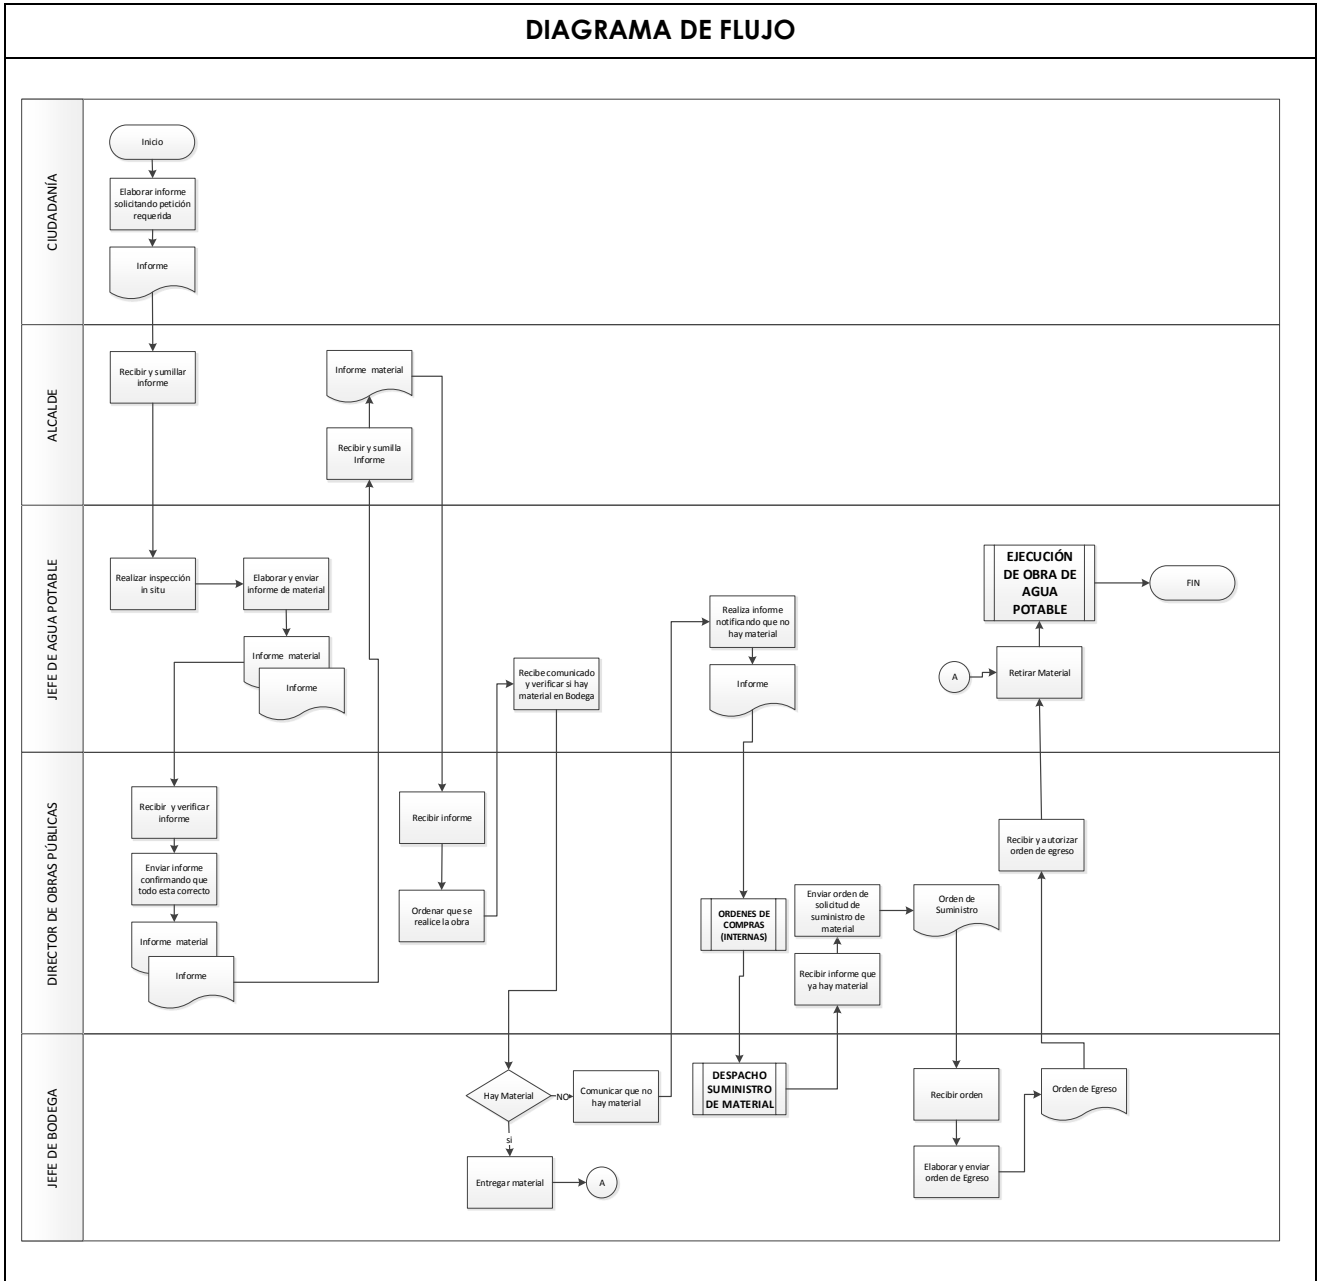 DIAGRAMA DE FLUJO
CIUDADANÍA
Inicio
Elaborar informe
solicitando petición
requerida
Informe
ALCALDE
Recibir y sumillar
informe
Informe material
Recibir y sumilla
Informe
JEFE DE AGUA POTABLE
Realizar inspección
in situ
Elaborar y enviar
informe de material
Informe material
Informe
Recibe comunicado
y verificar si hay
material en Bodega
Realiza informe
notificando que no
hay material
Informe
EJECUCIÓN
DE OBRA DE
AGUA
POTABLE
FIN
A
Retirar Material
DIRECTOR DE OBRAS PÚBLICAS
Recibir y verificar
informe
Enviar informe
confirmando que
todo esta correcto
Informe material
Informe
Recibir informe
Ordenar que se
realice la obra
ORDENES DE
COMPRAS
(INTERNAS)
Enviar orden de
solicitud de
suministro de
material
Recibir informe que
ya hay material
Orden de
Suministro
Recibir y autorizar
orden de egreso
JEFE DE BODEGA
Hay Material
NO
Comunicar que no
hay material
si
Entregar material
A
DESPACHO
SUMINISTRO
DE MATERIAL
Recibir orden
Elaborar y enviar
orden de Egreso
Orden de Egreso